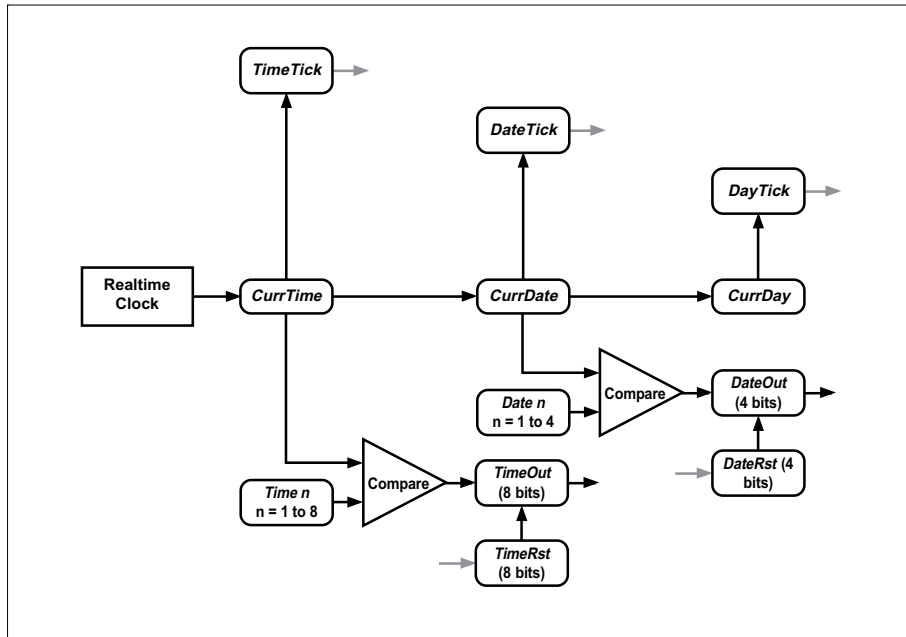 TimeTick
DateTick
DayTick
Realtime
Clock
CurrTime
CurrDate
CurrDay
Compare
DateOut
(4 bits)
Date n
n = 1 to 4
DateRst (4
bits)
Compare
TimeOut
(8 bits)
Time n
n = 1 to 8
TimeRst
(8 bits)